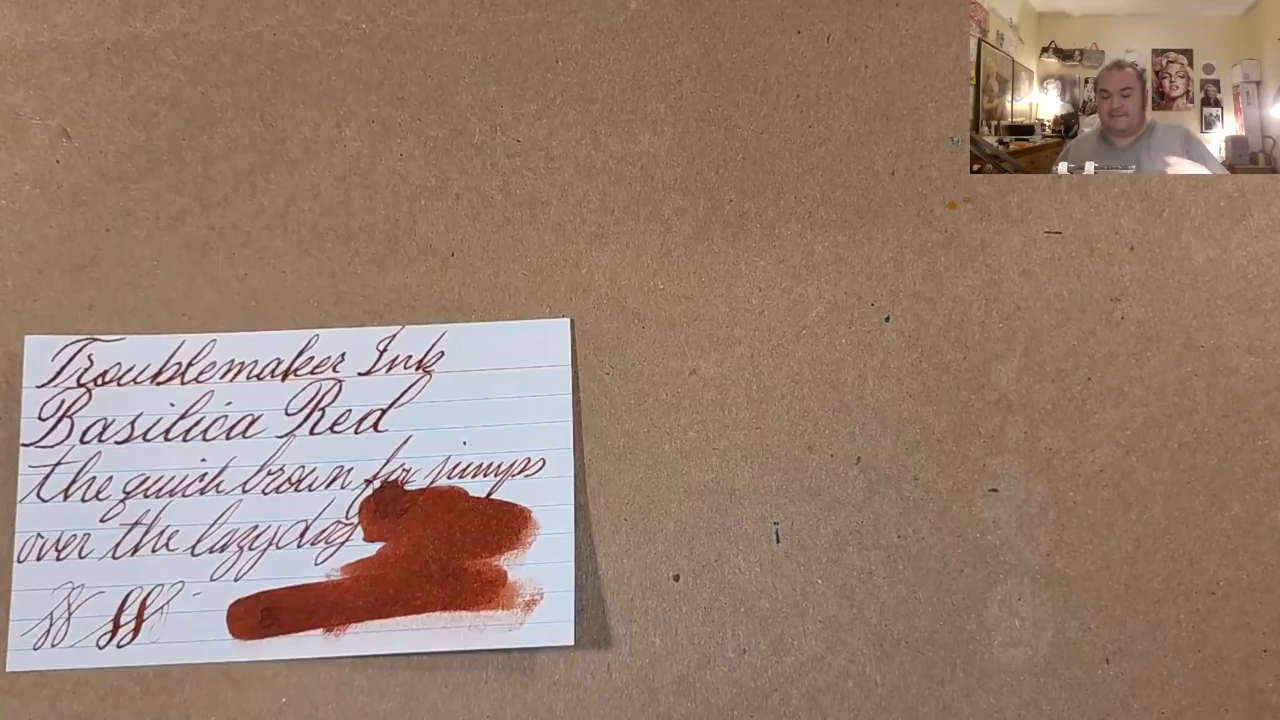 Troublemaker Ink
Basilica Red
the quick brown fox jumps
over the lazy dog